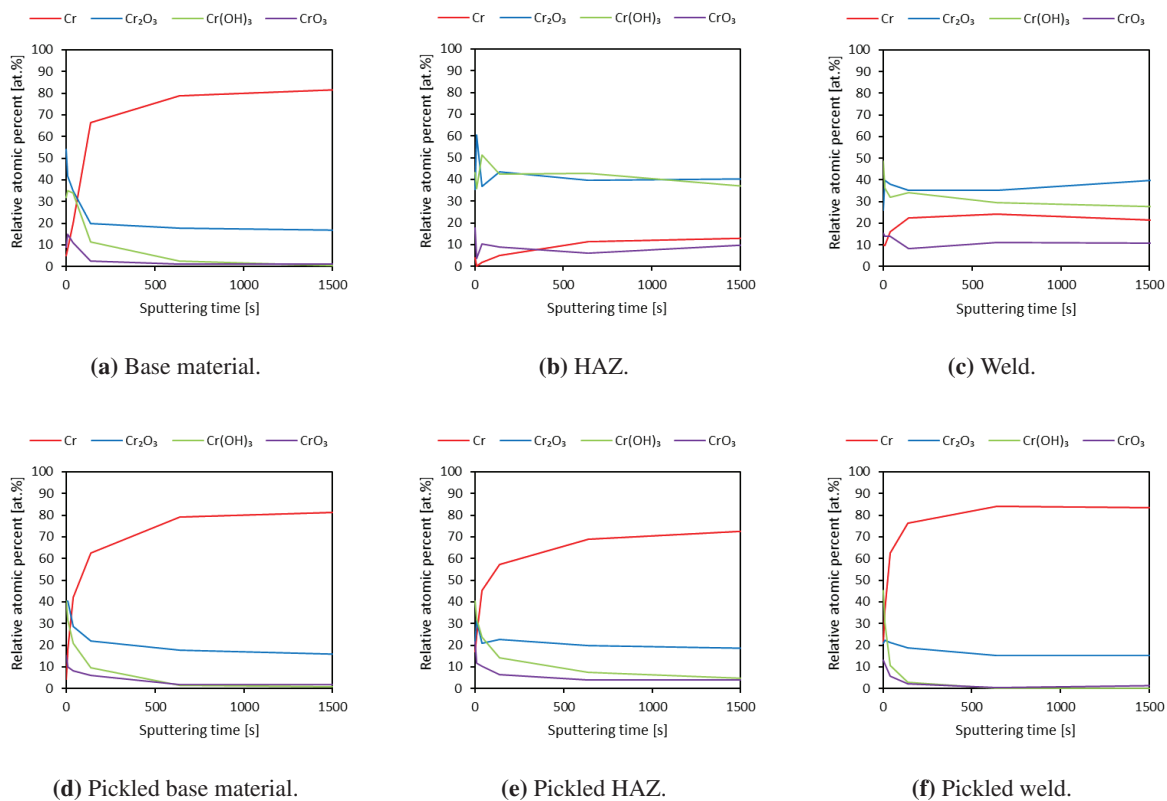 Cr Cr₂O₃ Cr(OH)₃ CrO₃
Relative atomic percent [at.%]
100
90
80
70
60
50
40
30
20
10
0
0 500 1000 1500
Sputtering time [s]
(a) Base material.
Cr Cr₂O₃ Cr(OH)₃ CrO₃
Relative atomic percent [at.%]
100
90
80
70
60
50
40
30
20
10
0
0 500 1000 1500
Sputtering time [s]
(b) HAZ.
Cr Cr₂O₃ Cr(OH)₃ CrO₃
Relative atomic percent [at.%]
100
90
80
70
60
50
40
30
20
10
0
0 500 1000 1500
Sputtering time [s]
(c) Weld.
Cr Cr₂O₃ Cr(OH)₃ CrO₃
Relative atomic percent [at.%]
100
90
80
70
60
50
40
30
20
10
0
0 500 1000 1500
Sputtering time [s]
(d) Pickled base material.
Cr Cr₂O₃ Cr(OH)₃ CrO₃
Relative atomic percent [at.%]
100
90
80
70
60
50
40
30
20
10
0
0 500 1000 1500
Sputtering time [s]
(e) Pickled HAZ.
Cr Cr₂O₃ Cr(OH)₃ CrO₃
Relative atomic percent [at.%]
100
90
80
70
60
50
40
30
20
10
0
0 500 1000 1500
Sputtering time [s]
(f) Pickled weld.